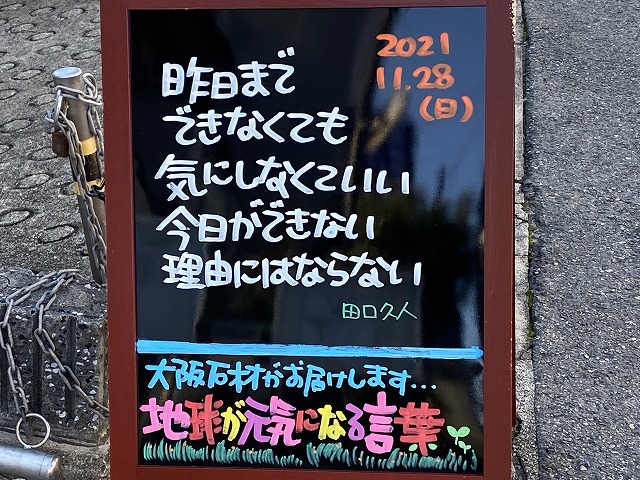 2021
11.28
(日)
昨日まで
できなくても
気にしなくていい
今日ができない
理由にはならない
田口久人
大阪石材がお届けします...
地球が元気になる言葉